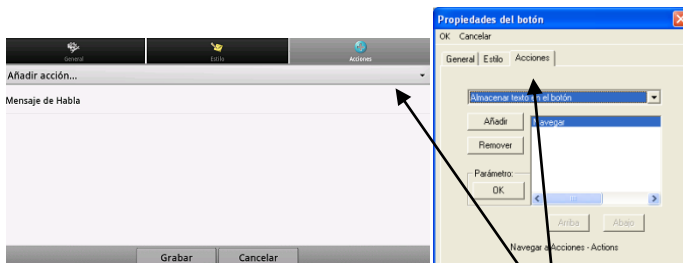 General Estilo Acciones
Añadir acción...
Mensaje de Habla
Grabar Cancelar
Propiedades del botón
OK Cancelar
General Estilo Acciones
Almacenar texto en el botón
Añadir
Navegar
Remover
Parámetro:
OK
Arriba Abajo
Navegar a Acciones - Actions